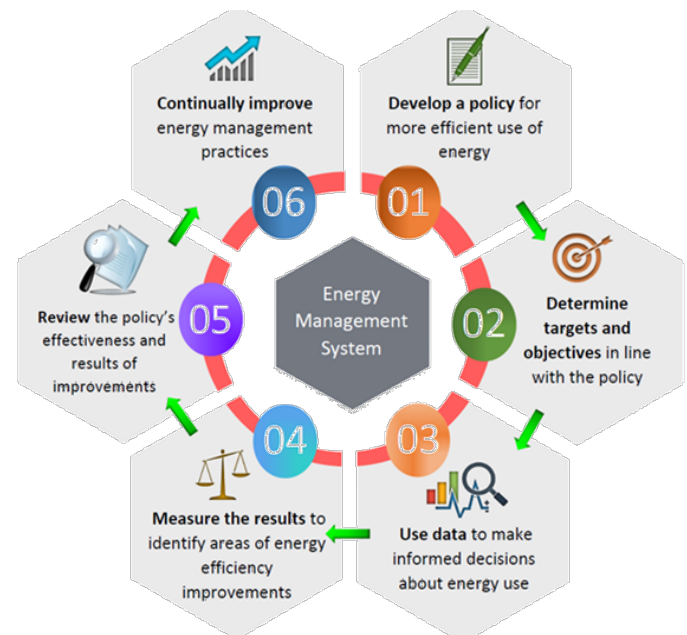 01
Develop a policy for
more efficient use of
energy
02
Determine
targets and
objectives in line
with the policy
03
Use data to make
informed decisions
about energy use
04
Measure the results to
identify areas of energy
efficiency
improvements
05
Review the policy’s
effectiveness and
results of
improvements
06
Continually improve
energy management
practices
Energy
Management
System